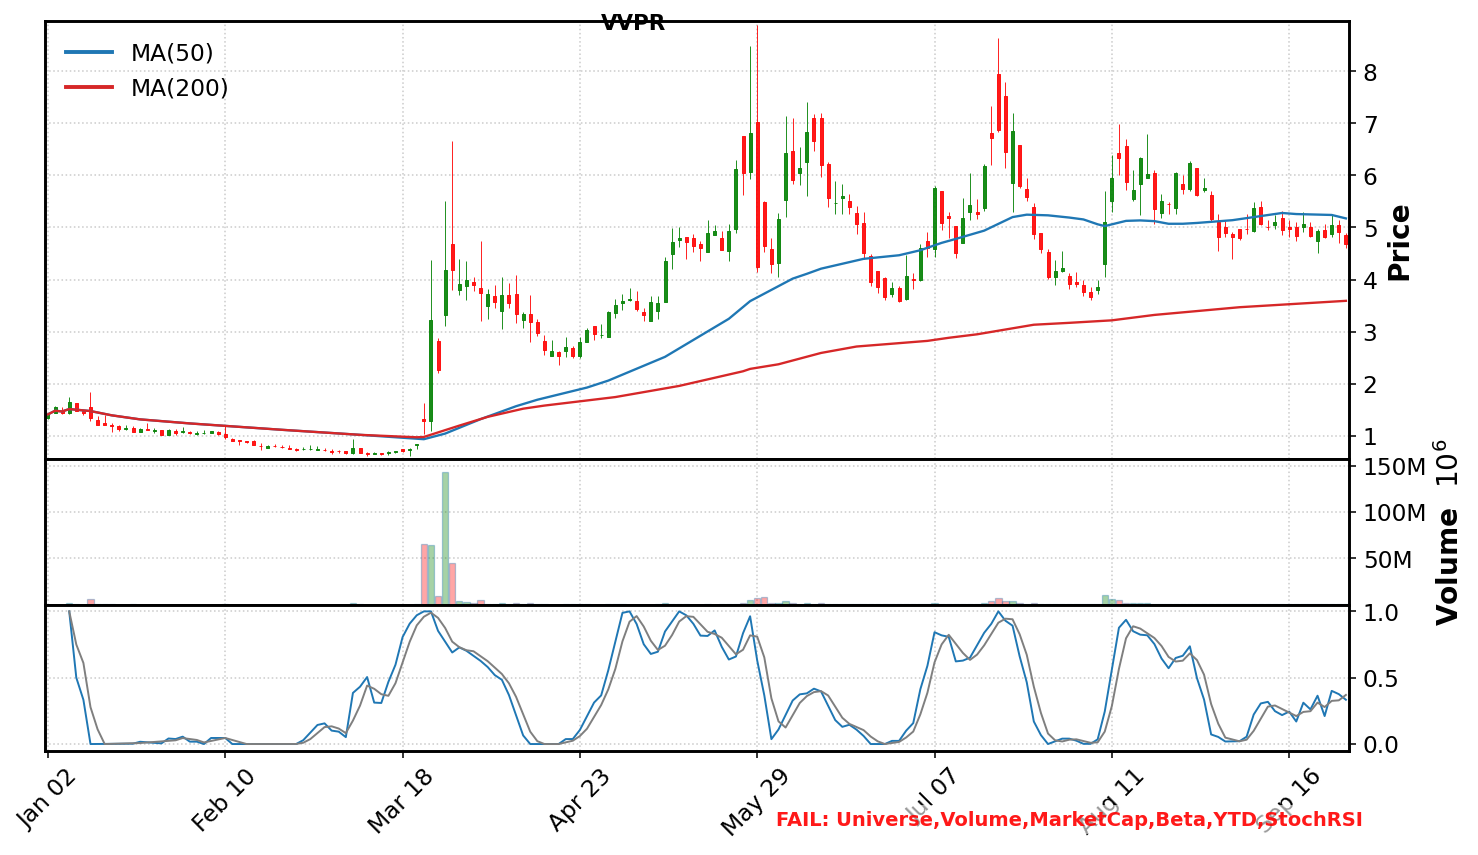 VVPR
MA(50)
MA(200)
8
7
6
5
4
3
2
1
Price
150M
100M
50M
Volume 10^6
1.0
0.5
0.0
Jan 02
Feb 10
Mar 18
Apr 23
May 29
Jul 07
Aug 11
Sep 16
FAIL: Universe,Volume,MarketCap,Beta,YTD,StochRSI